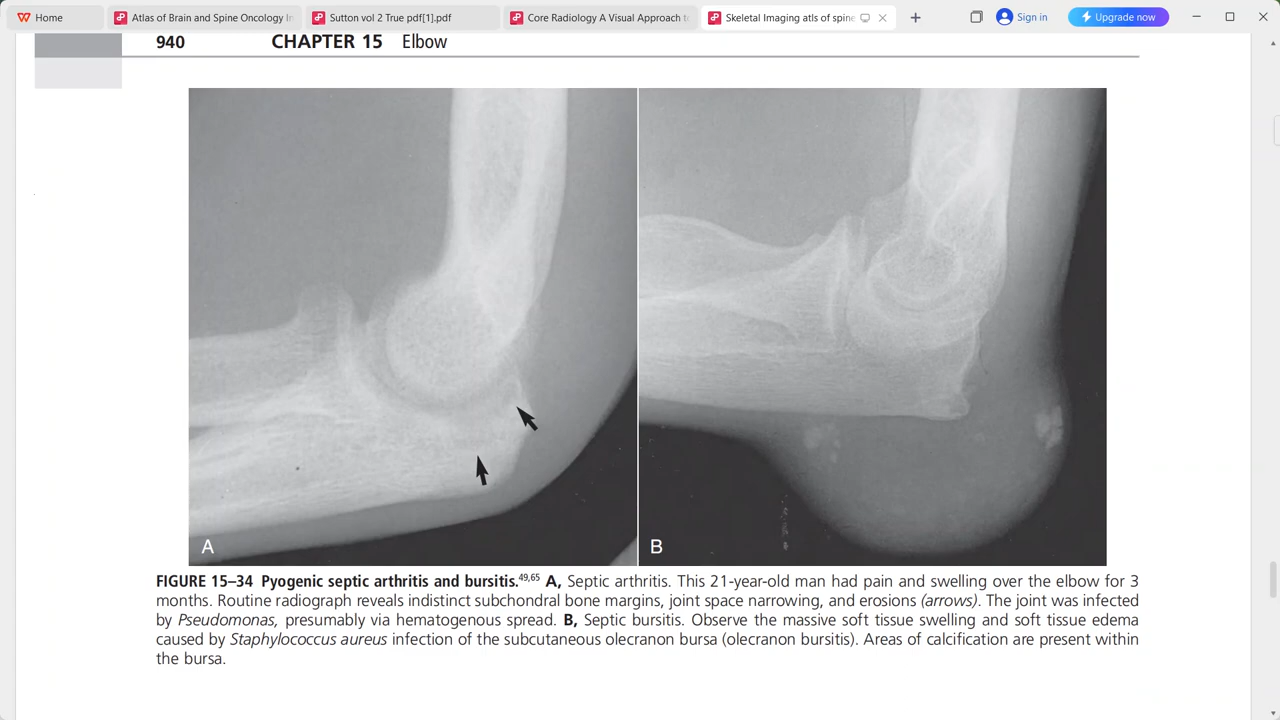 Home
Atlas of Brain and Spine Oncology I
Sutton vol 2 True pdf[1].pdf
Core Radiology A Visual Approach to
Skeletal Imaging atls of spine
Sign in
Upgrade now
940 CHAPTER 15 Elbow
A
B
FIGURE 15–34 Pyogenic septic arthritis and bursitis.49,65 A, Septic arthritis. This 21-year-old man had pain and swelling over the elbow for 3
months. Routine radiograph reveals indistinct subchondral bone margins, joint space narrowing, and erosions (arrows). The joint was infected
by Pseudomonas, presumably via hematogenous spread. B, Septic bursitis. Observe the massive soft tissue swelling and soft tissue edema
caused by Staphylococcus aureus infection of the subcutaneous olecranon bursa (olecranon bursitis). Areas of calcification are present within
the bursa.